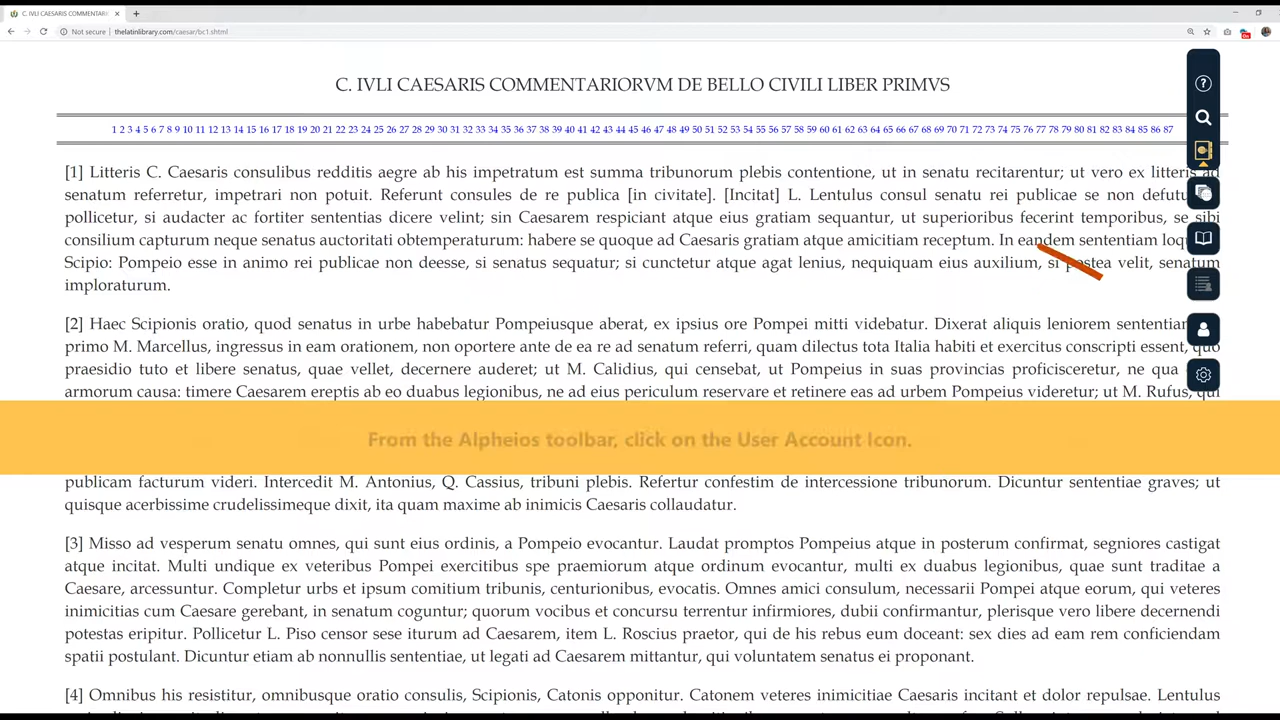 C. IVLI CAESARIS COMMENTARI
Not secure | thelatinlibrary.com/caesar/bc1.shtml
C. IVLI CAESARIS COMMENTARIORVM DE BELLO CIVILI LIBER PRIMVS
1 2 3 4 5 6 7 8 9 10 11 12 13 14 15 16 17 18 19 20 21 22 23 24 25 26 27 28 29 30 31 32 33 34 35 36 37 38 39 40 41 42 43 44 45 46 47 48 49 50 51 52 53 54 55 56 57 58 59 60 61 62 63 64 65 66 67 68 69 70 71 72 73 74 75 76 77 78 79 80 81 82 83 84 85 86 87
[1] Litteris C. Caesaris consulibus redditis aegre ab his impetratum est summa tribunorum plebis contentione, ut in senatu recitarentur; ut vero ex litteris ad
senatum referretur, impetrari non potuit. Referunt consules de re publica [in civitate]. [Incitat] L. Lentulus consul senatu rei publicae se non defut
pollicetur, si audacter ac fortiter sententias dicere velint; sin Caesarem respiciant atque eius gratiam sequantur, ut superioribus fecerint temporibus, se sibi
consilium capturum neque senatus auctoritati obtemperaturum: habere se quoque ad Caesaris gratiam atque amicitiam receptum. In eandem sententiam loq
Scipio: Pompeio esse in animo rei publicae non deesse, si senatus sequatur; si cunctetur atque agat lenius, nequiquam eius auxilium, si postea velit, senatum
imploraturum.
[2] Haec Scipionis oratio, quod senatus in urbe habebatur Pompeiusque aberat, ex ipsius ore Pompei mitti videbatur. Dixerat aliquis leniorem sententia
primo M. Marcellus, ingressus in eam orationem, non oportere ante de ea re ad senatum referri, quam dilectus tota Italia habiti et exercitus conscripti essent, quo
praesidio tuto et libere senatus, quae vellet, decernere auderet; ut M. Calidius, qui censebat, ut Pompeius in suas provincias proficisceretur, ne qua
armorum causa: timere Caesarem ereptis ab eo duabus legionibus, ne ad eius periculum reservare et retinere eas ad urbem Pompeius videretur; ut M. Rufus, qui
From the Alpheios toolbar, click on the User Account Icon.
publicam facturum videri. Intercedit M. Antonius, Q. Cassius, tribuni plebis. Refertur confestim de intercessione tribunorum. Dicuntur sententiae graves; ut
quisque acerbissime crudelissimeque dixit, ita quam maxime ab inimicis Caesaris collaudatur.
[3] Misso ad vesperum senatu omnes, qui sunt eius ordinis, a Pompeio evocantur. Laudat promptos Pompeius atque in posterum confirmat, segniores castigat
atque incitat. Multi undique ex veteribus Pompei exercitibus spe praemiorum atque ordinum evocantur, multi ex duabus legionibus, quae sunt traditae a
Caesare, arcessuntur. Completur urbs et ipsum comitium tribunis, centurionibus, evocatis. Omnes amici consulum, necessarii Pompei atque eorum, qui veteres
inimicitias cum Caesare gerebant, in senatum coguntur; quorum vocibus et concursu terrentur infirmiores, dubii confirmantur, plerisque vero libere decernendi
potestas eripitur. Pollicetur L. Piso censor sese iturum ad Caesarem, item L. Roscius praetor, qui de his rebus eum doceant: sex dies ad eam rem conficiendam
spatii postulant. Dicuntur etiam ab nonnullis sententiae, ut legati ad Caesarem mittantur, qui voluntatem senatus ei proponant.
[4] Omnibus his resistitur, omnibusque oratio consulis, Scipionis, Catonis opponitur. Catonem veteres inimicitiae Caesaris incitant et dolor repulsae. Lentulus